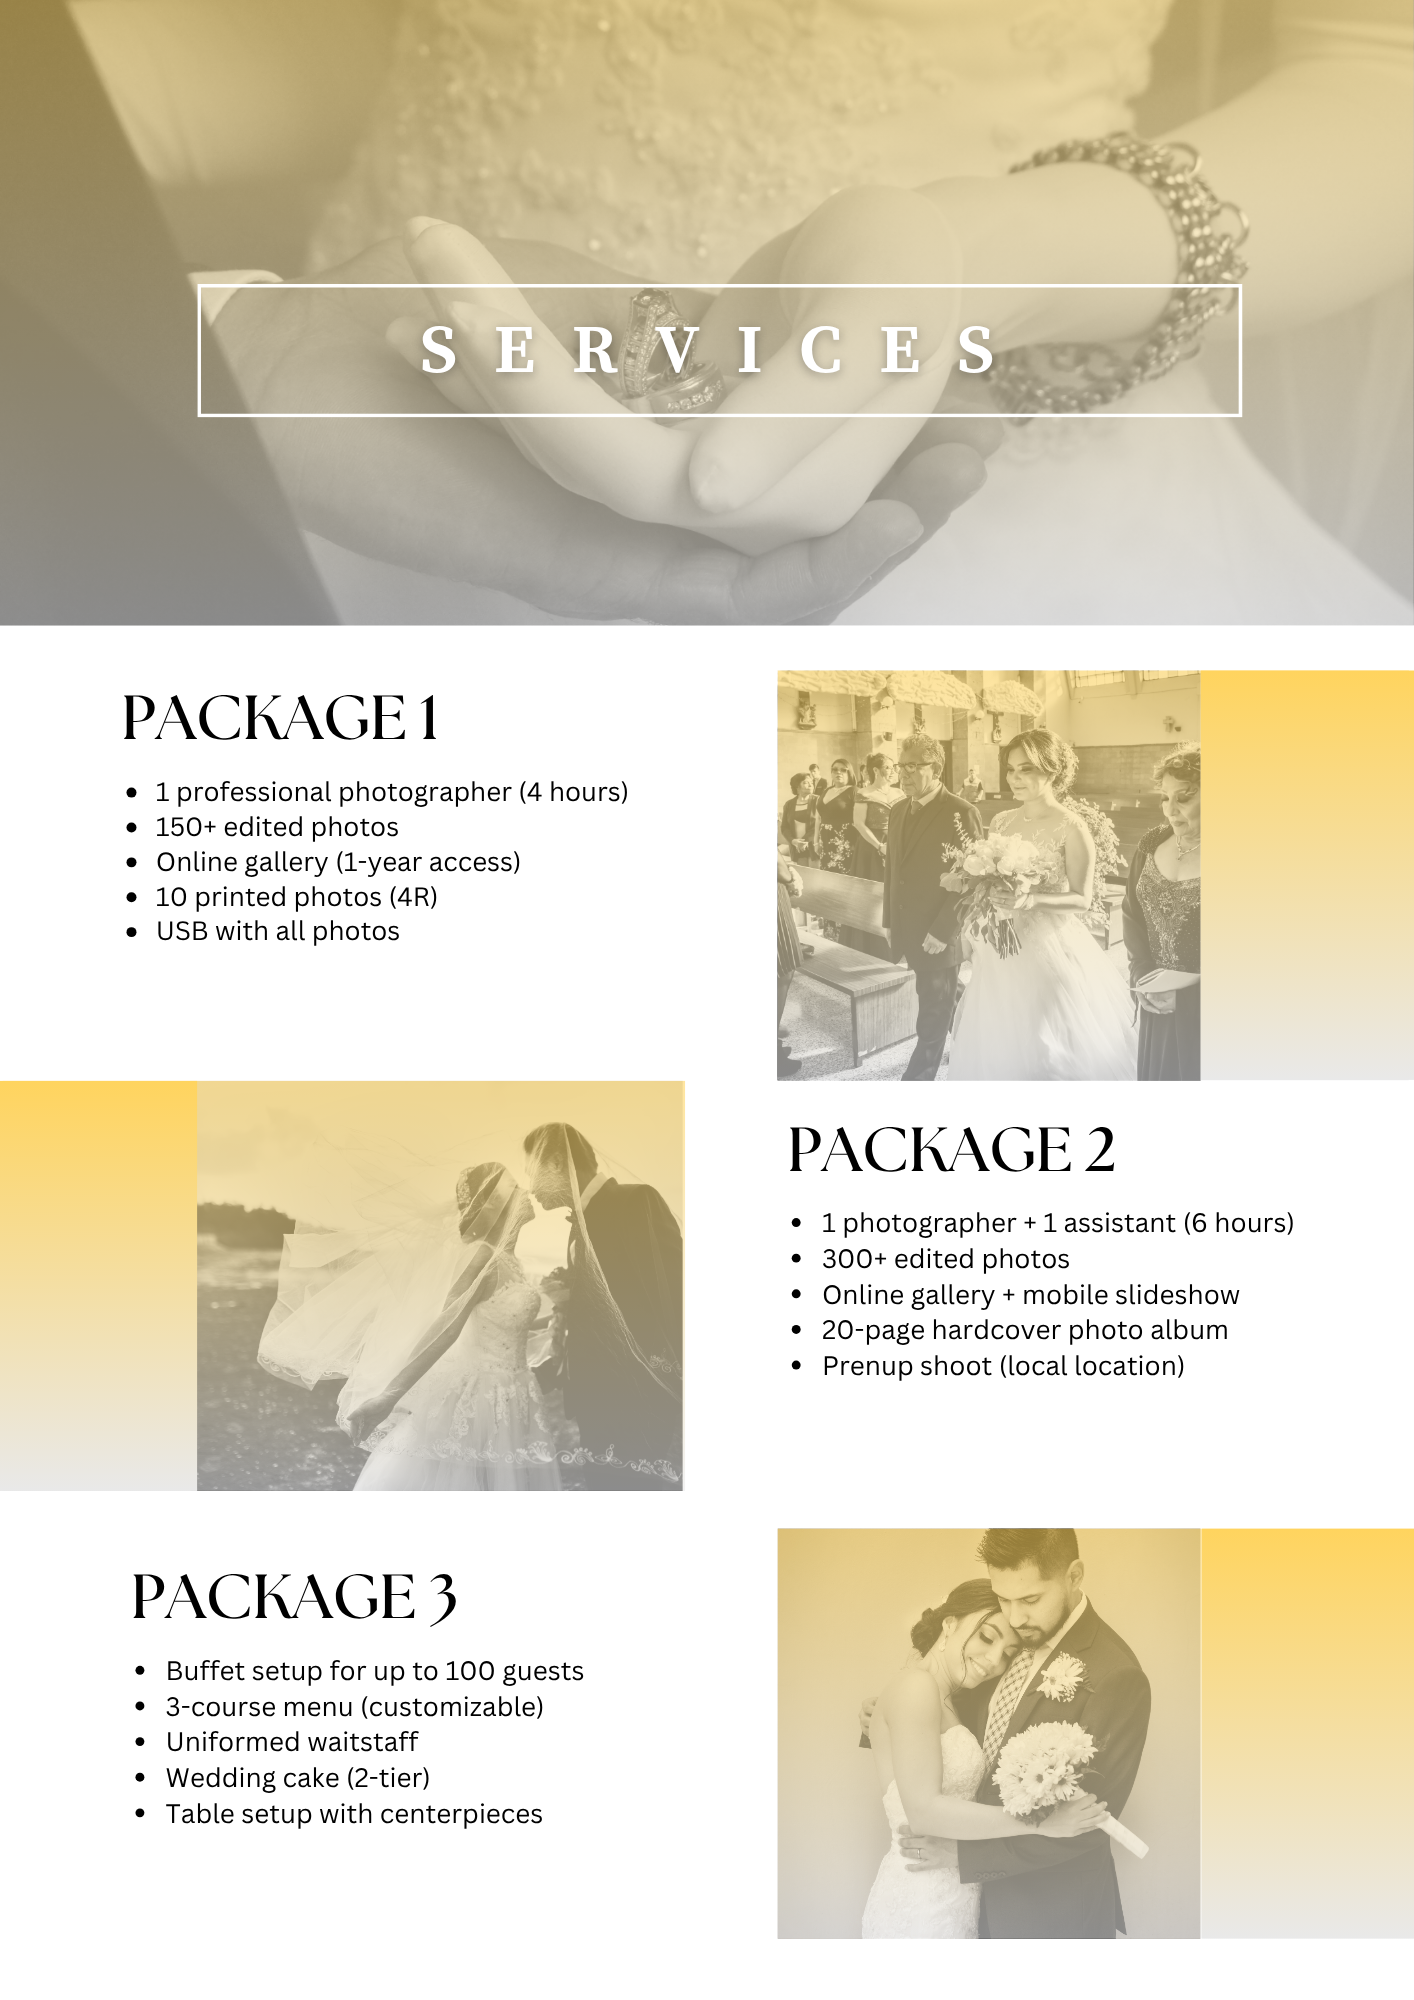 SERVICES
PACKAGE 1
• 1 professional photographer (4 hours)
• 150+ edited photos
• Online gallery (1-year access)
• 10 printed photos (4R)
• USB with all photos
PACKAGE 2
• 1 photographer + 1 assistant (6 hours)
• 300+ edited photos
• Online gallery + mobile slideshow
• 20-page hardcover photo album
• Prenup shoot (local location)
PACKAGE 3
• Buffet setup for up to 100 guests
• 3-course menu (customizable)
• Uniformed waitstaff
• Wedding cake (2-tier)
• Table setup with centerpieces